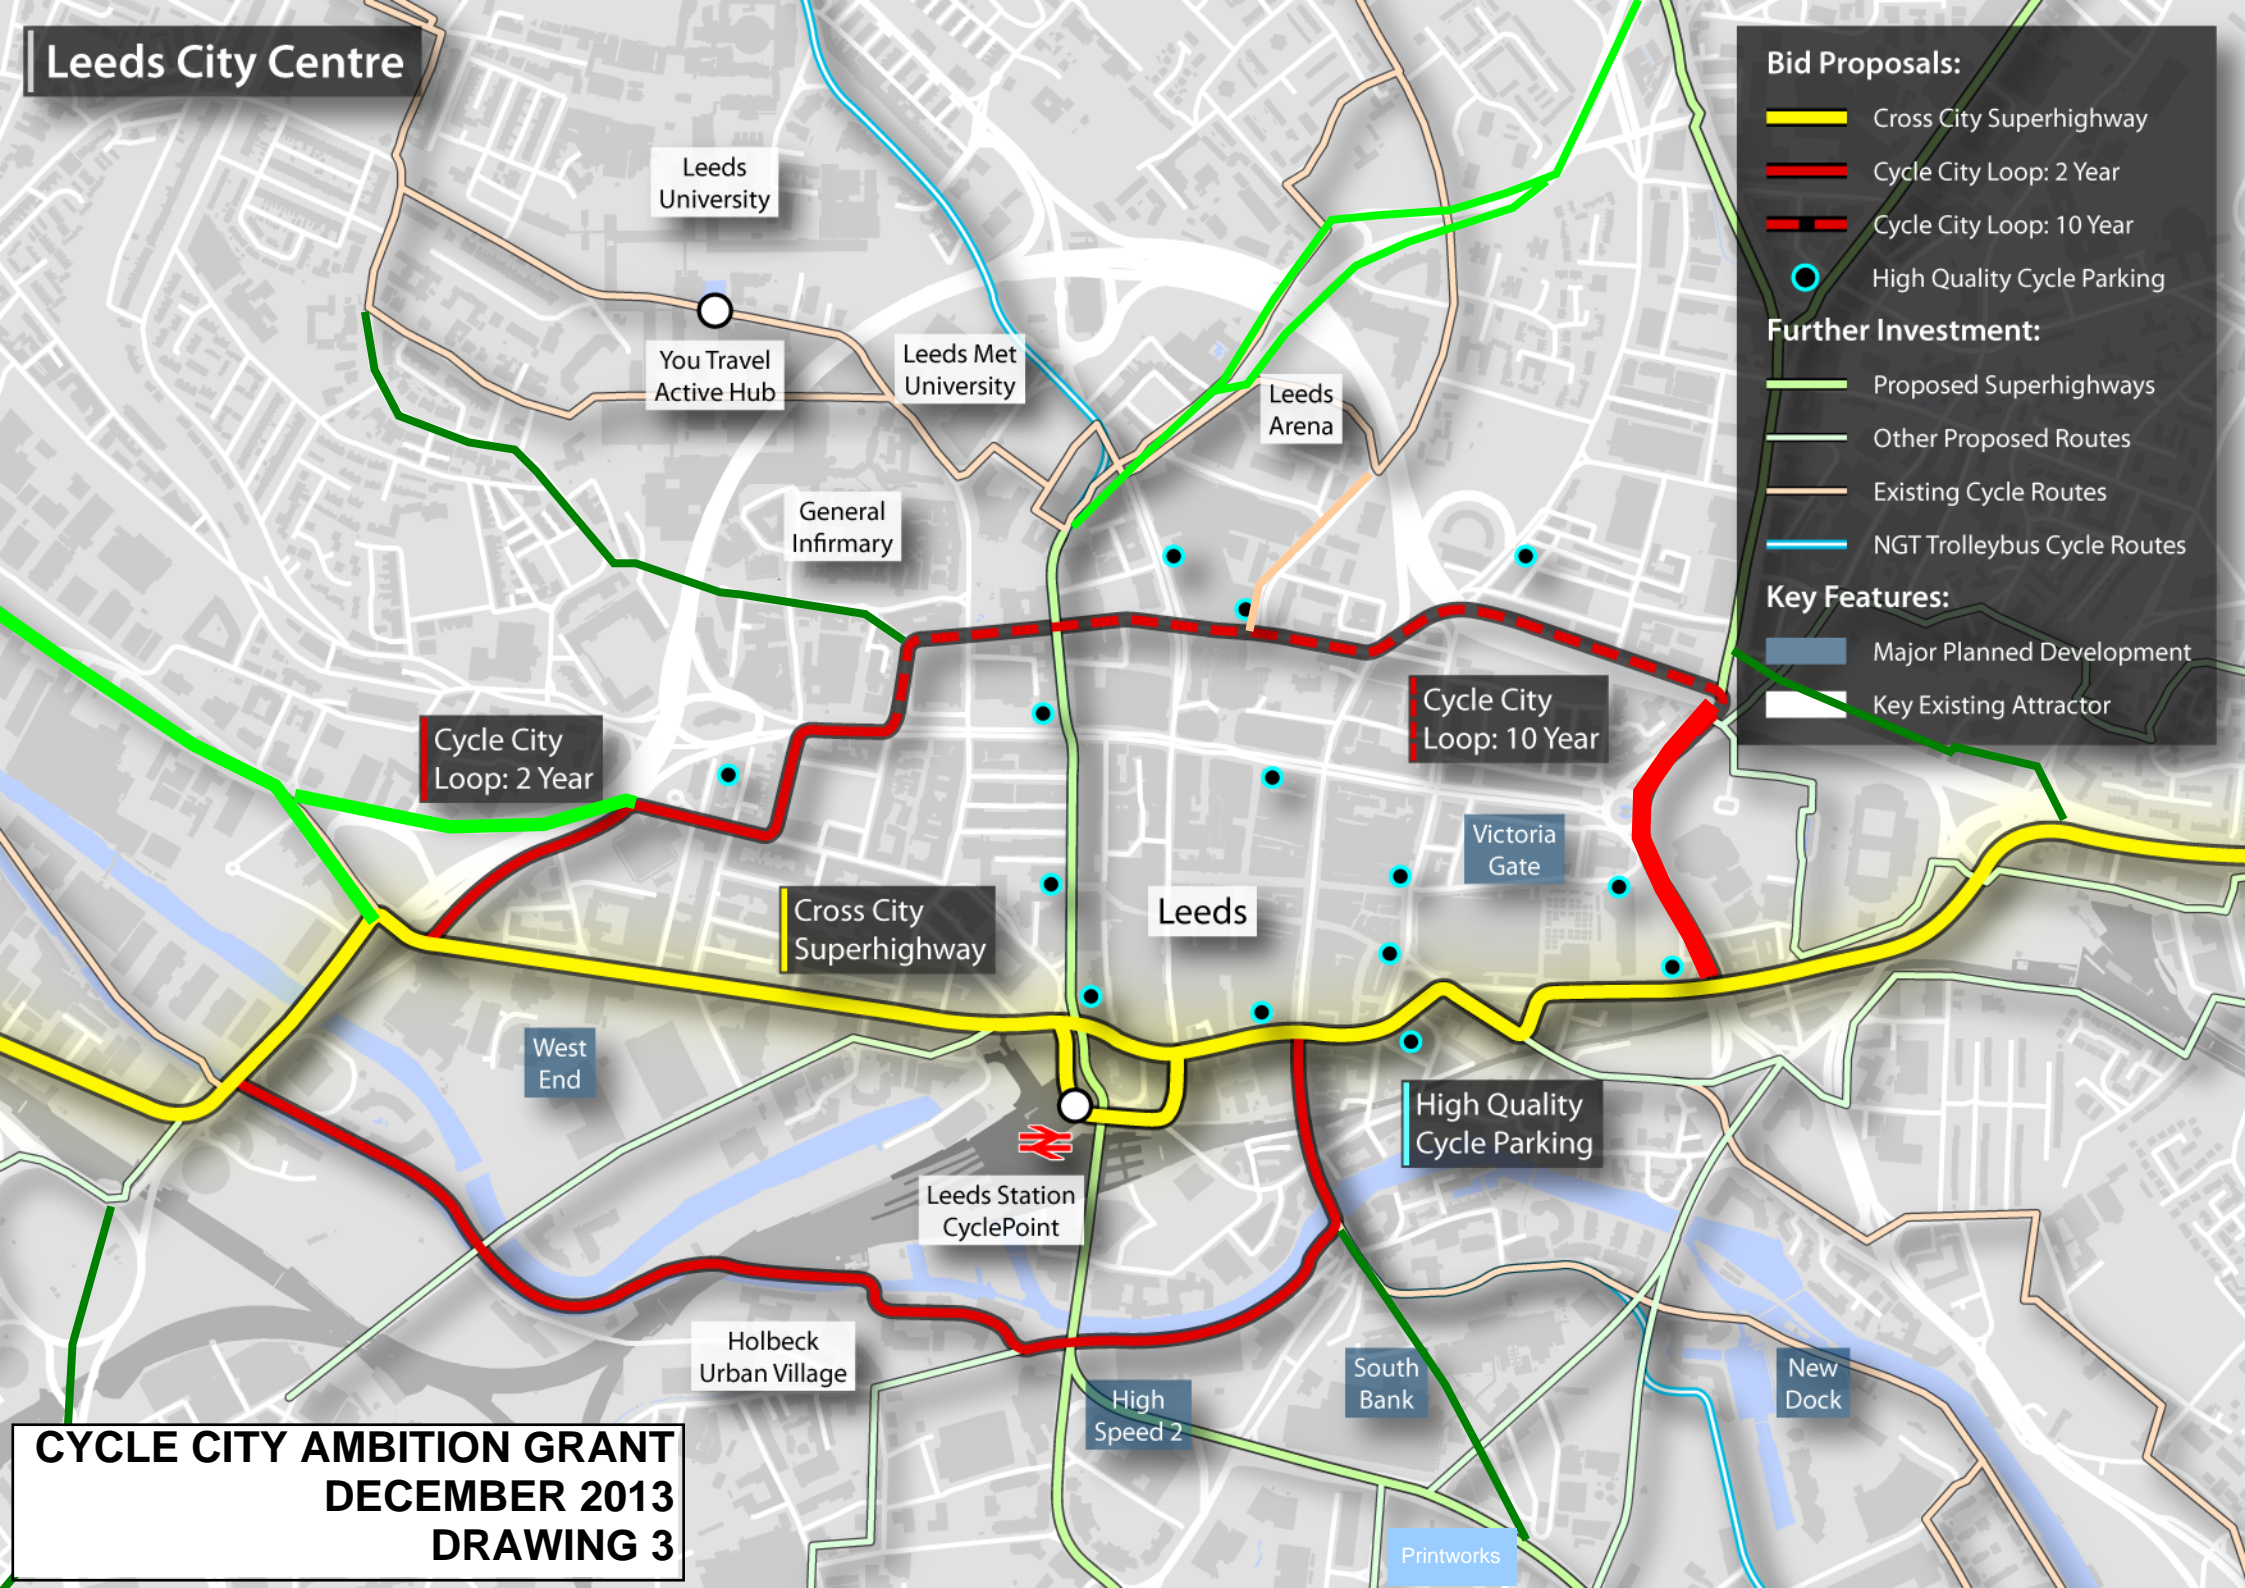 Leeds City Centre
Bid Proposals:
Cross City Superhighway
Cycle City Loop: 2 Year
Cycle City Loop: 10 Year
High Quality Cycle Parking
Further Investment:
Proposed Superhighways
Other Proposed Routes
Existing Cycle Routes
NGT Trolleybus Cycle Routes
Key Features:
Major Planned Development
Key Existing Attractor
Leeds
University
You Travel
Active Hub
Leeds Met
University
Leeds
Arena
General
Infirmary
Cycle City
Loop: 2 Year
Cycle City
Loop: 10 Year
Victoria
Gate
Cross City
Superhighway
Leeds
West
End
High Quality
Cycle Parking
Leeds Station
CyclePoint
Holbeck
Urban Village
High
Speed 2
South
Bank
New
Dock
Printworks
CYCLE CITY AMBITION GRANT
DECEMBER 2013
DRAWING 3